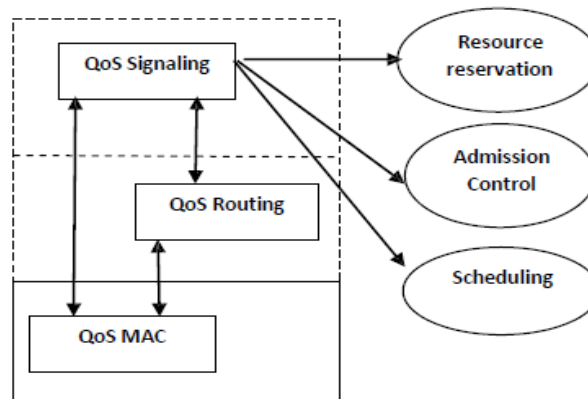 QoS Signaling
Resource
reservation
Admission
Control
QoS Routing
Scheduling
QoS MAC